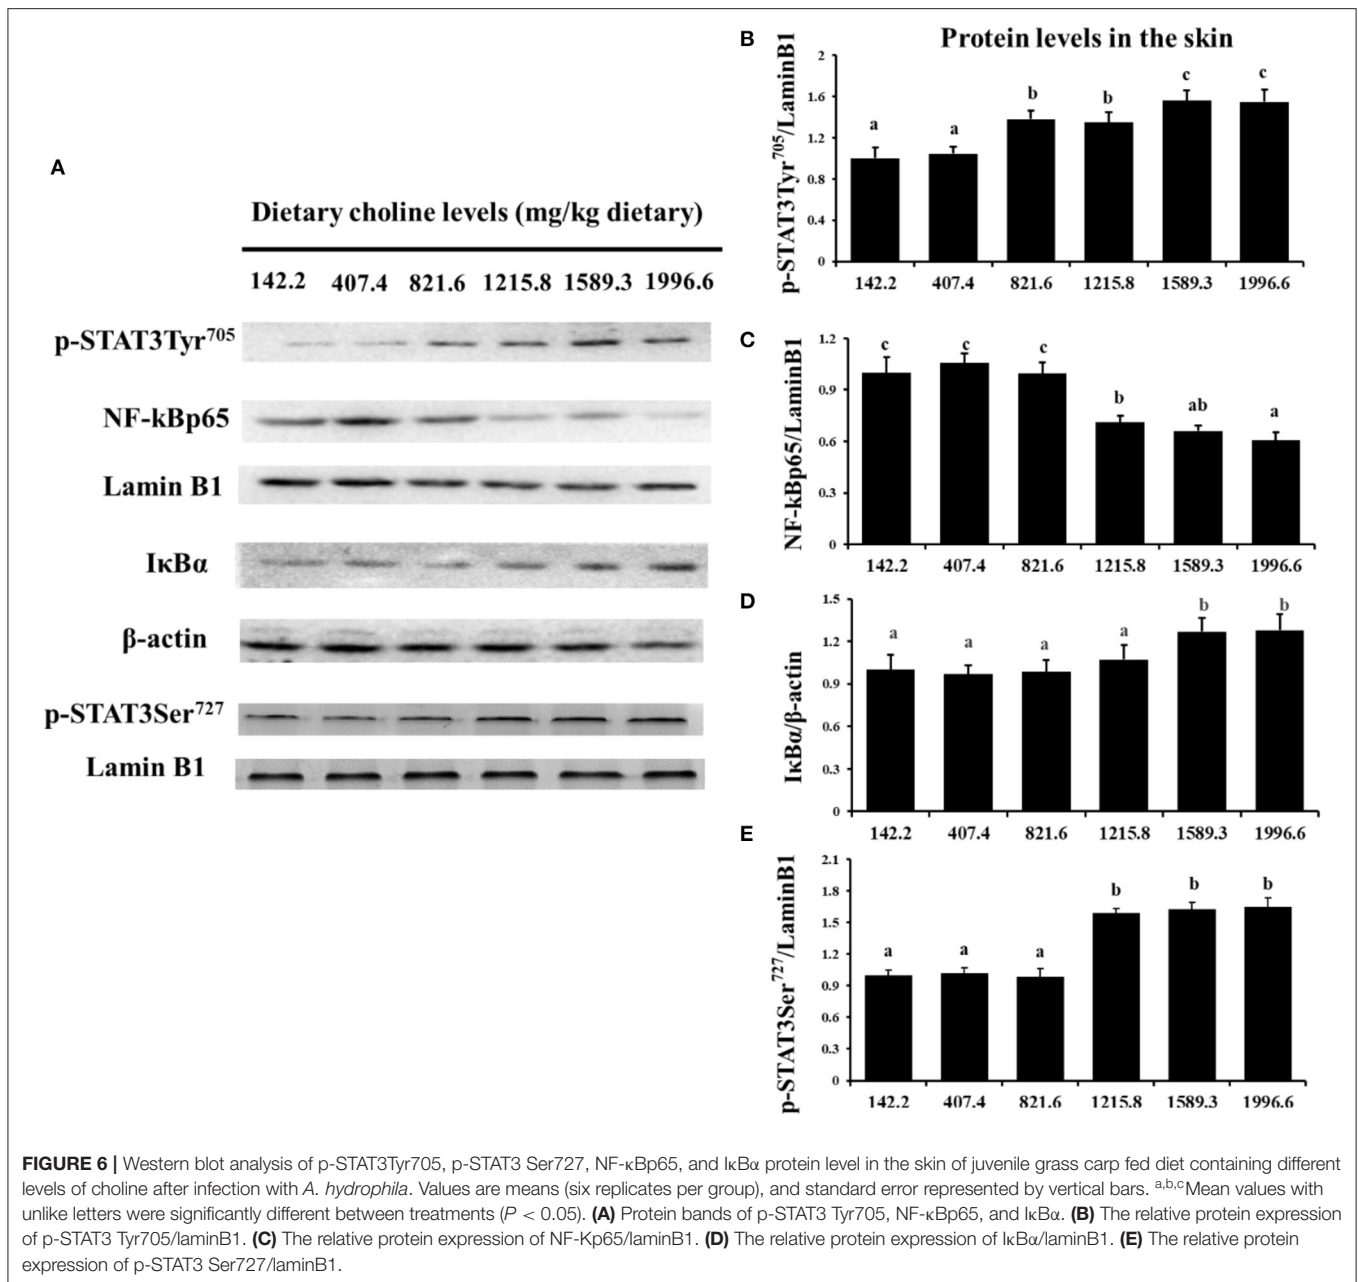 A
Dietary choline levels (mg/kg dietary)
142.2 407.4 821.6 1215.8 1589.3 1996.6
p-STAT3Tyr705
NF-kBp65
Lamin B1
IκBα
β-actin
p-STAT3Ser727
Lamin B1
B
Protein levels in the skin
p-STAT3Tyr705/LaminB1
2
1.6
1.2
0.8
0.4
0
a a b b c c
142.2 407.4 821.6 1215.8 1589.3 1996.6
C
NF-kBp65/LaminB1
1.2
0.9
0.6
0.3
0
c c c b ab a
142.2 407.4 821.6 1215.8 1589.3 1996.6
D
IκBα/β-actin
1.5
1.2
0.9
0.6
0.3
0
a a a a b b
142.2 407.4 821.6 1215.8 1589.3 1996.6
E
p-STAT3Ser727/LaminB1
2.1
1.8
1.5
1.2
0.9
0.6
0.3
0
a a a b b b
142.2 407.4 821.6 1215.8 1589.3 1996.6
FIGURE 6 | Western blot analysis of p-STAT3Tyr705, p-STAT3 Ser727, NF-κBp65, and IκBα protein level in the skin of juvenile grass carp fed diet containing different
levels of choline after infection with A. hydrophila. Values are means (six replicates per group), and standard error represented by vertical bars. a,b,cMean values with
unlike letters were significantly different between treatments (P < 0.05). (A) Protein bands of p-STAT3 Tyr705, NF-κBp65, and IκBα. (B) The relative protein expression
of p-STAT3 Tyr705/laminB1. (C) The relative protein expression of NF-Kp65/laminB1. (D) The relative protein expression of IκBα/laminB1. (E) The relative protein
expression of p-STAT3 Ser727/laminB1.